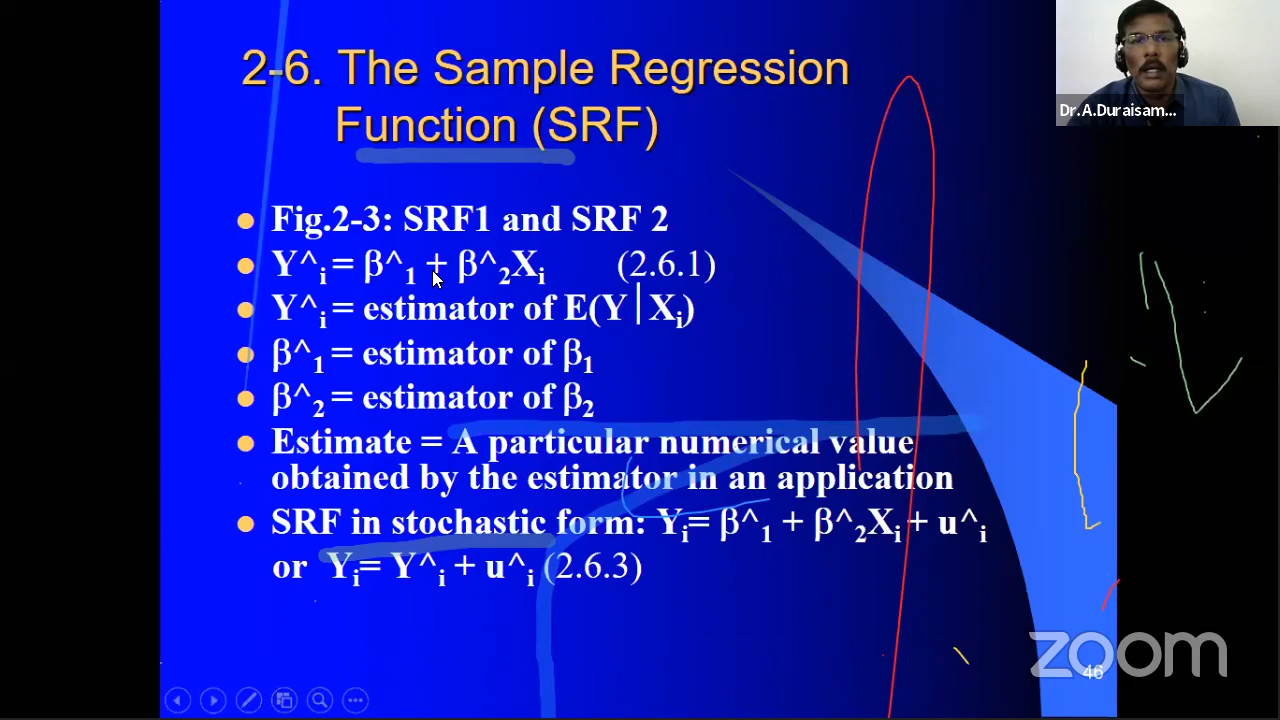 2-6. The Sample Regression
Function (SRF)
Dr.A.Duraisam...
Fig.2-3: SRF1 and SRF 2
Y^i = β^1 + β^2Xi (2.6.1)
Y^i = estimator of E(Y│Xi)
β^1 = estimator of β1
β^2 = estimator of β2
Estimate = A particular numerical value
obtained by the estimator in an application
SRF in stochastic form: Yi= β^1 + β^2Xi + u^i
or Yi= Y^i + u^i (2.6.3)
zoom
46